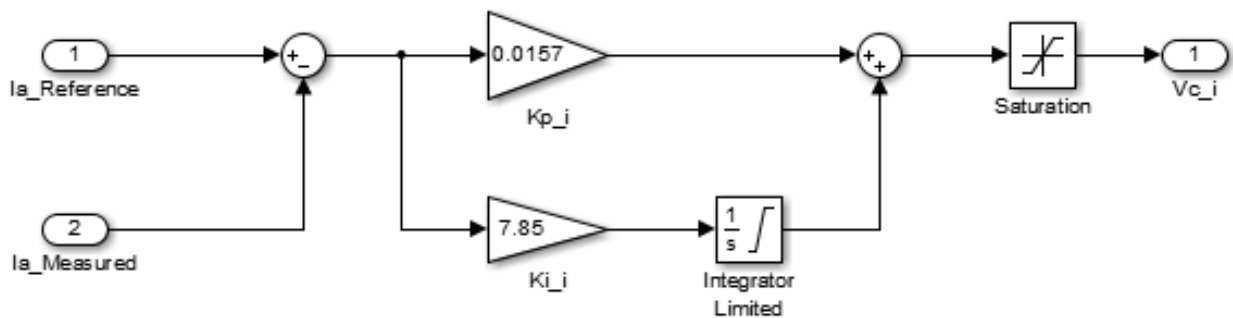 1
Ia_Reference
+
-
0.0157
Kp_i
+
+
Saturation
1
Vc_i
2
Ia_Measured
7.85
Ki_i
1
s
Integrator
Limited